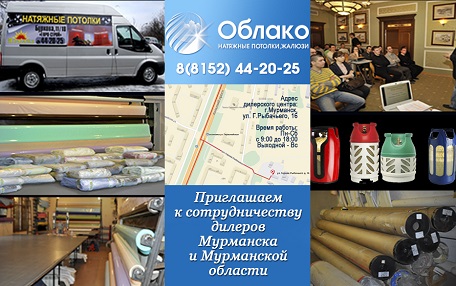 НАТЯЖНЫЕ ПОТОЛКИ
Облако
НАТЯЖНЫЕ ПОТОЛКИ,ЖАЛЮЗИ
8(8152) 44-20-25
Адрес
дилерского центра:
г.Мурманск,
ул. Г.Рыбачьего, 16
Время работы:
Пн-Сб
с 9:00 до 18:00
Выходной - Вс
Приглашаем
к сотрудничеству
дилеров
Мурманска
и Мурманской
области